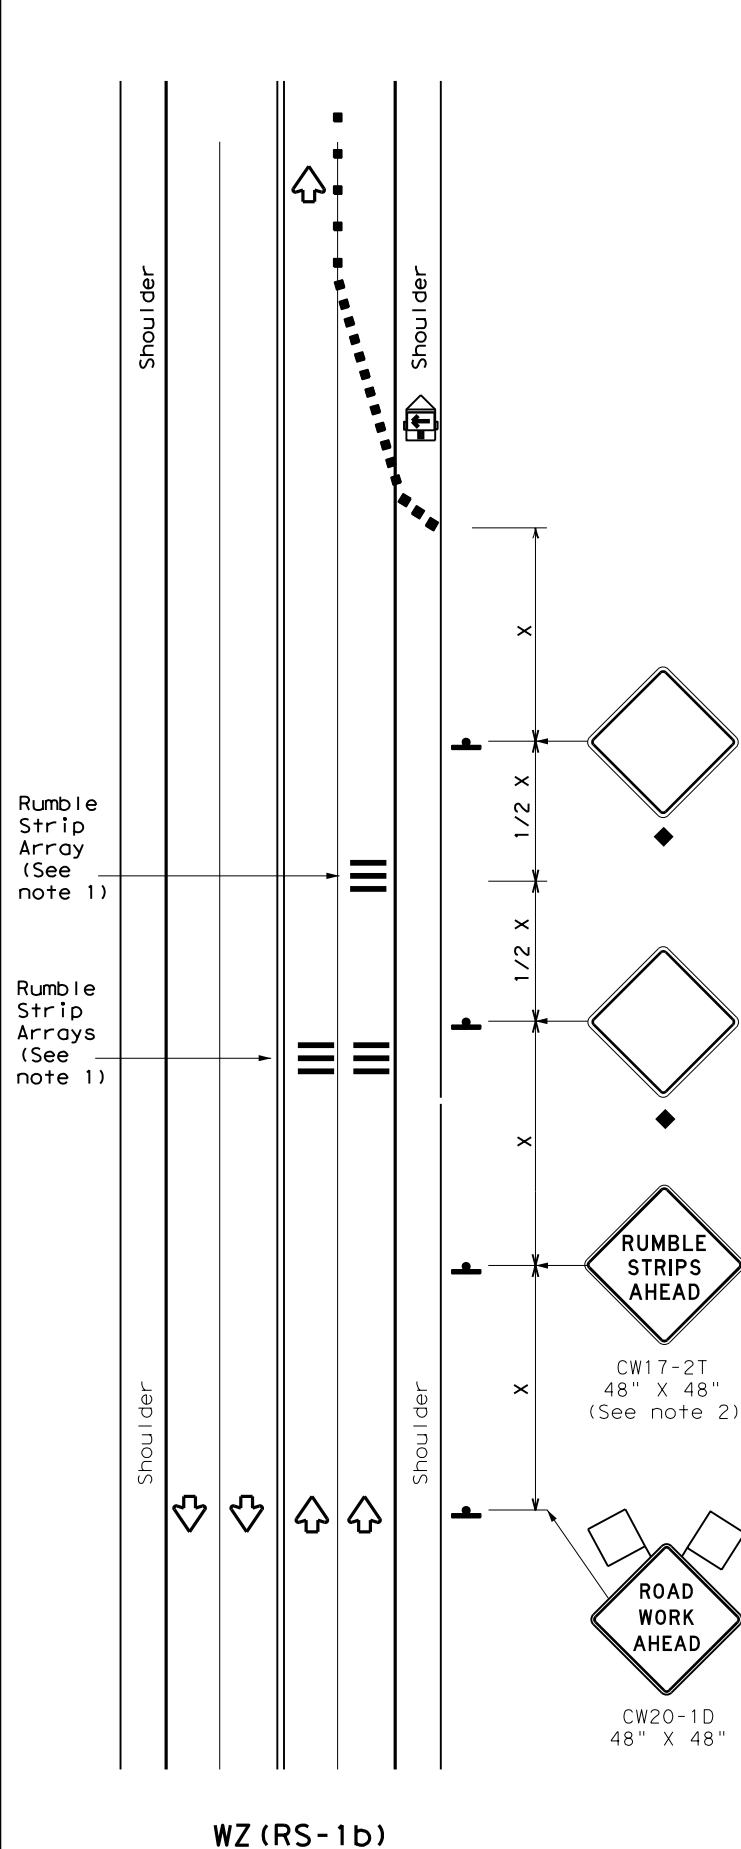 Shoulder
Shoulder
X
1/2 X
Rumble
Strip
Array
(See
note 1)
1/2 X
Rumble
Strip
Arrays
(See
note 1)
X
RUMBLE
STRIPS
AHEAD
CW17-2T
48" X 48"
(See note 2)
X
Shoulder
Shoulder
ROAD
WORK
AHEAD
CW20-1D
48" X 48"
WZ(RS-1b)